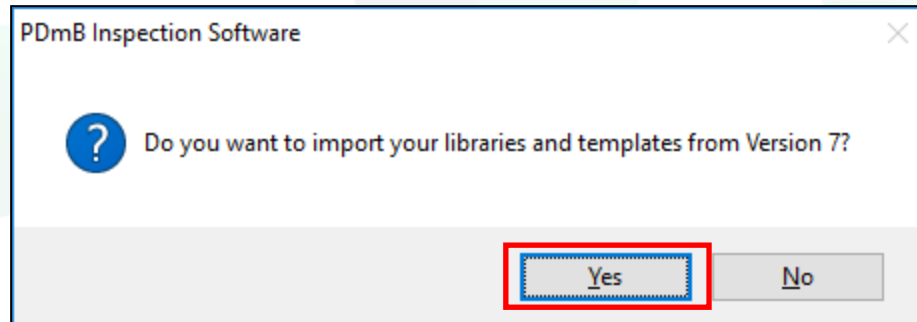 PDmB Inspection Software
Do you want to import your libraries and templates from Version 7?
Yes No